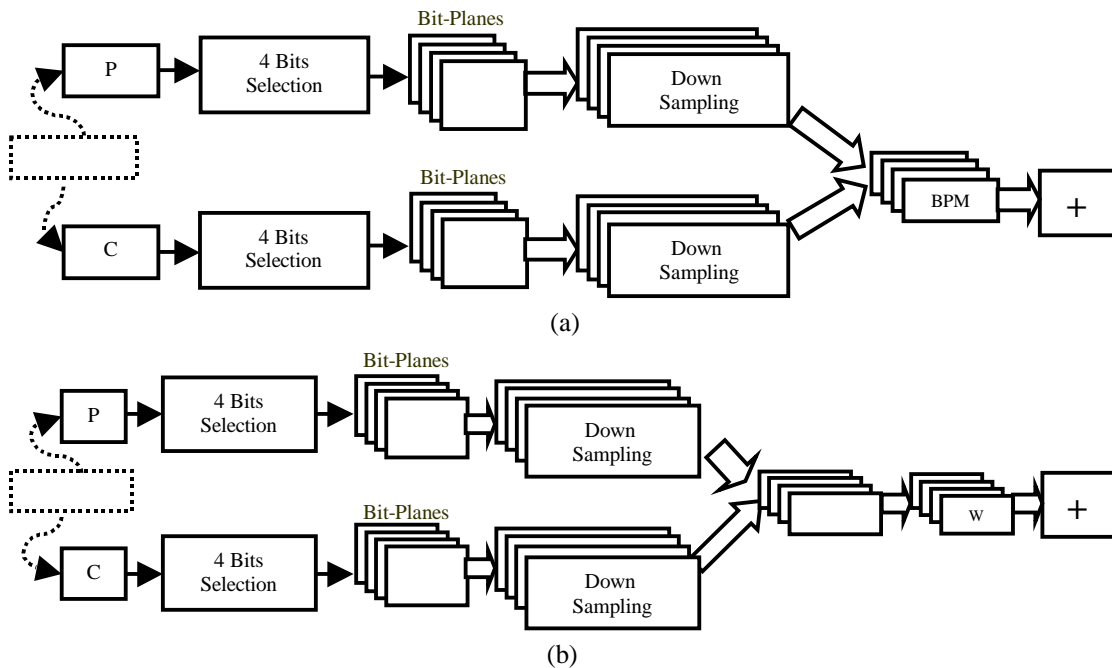 Bit-Planes
P
4 Bits
Selection
Down
Sampling
Bit-Planes
BPM
+
C
4 Bits
Selection
Down
Sampling
(a)
Bit-Planes
P
4 Bits
Selection
Down
Sampling
Bit-Planes
W
+
C
4 Bits
Selection
Down
Sampling
(b)